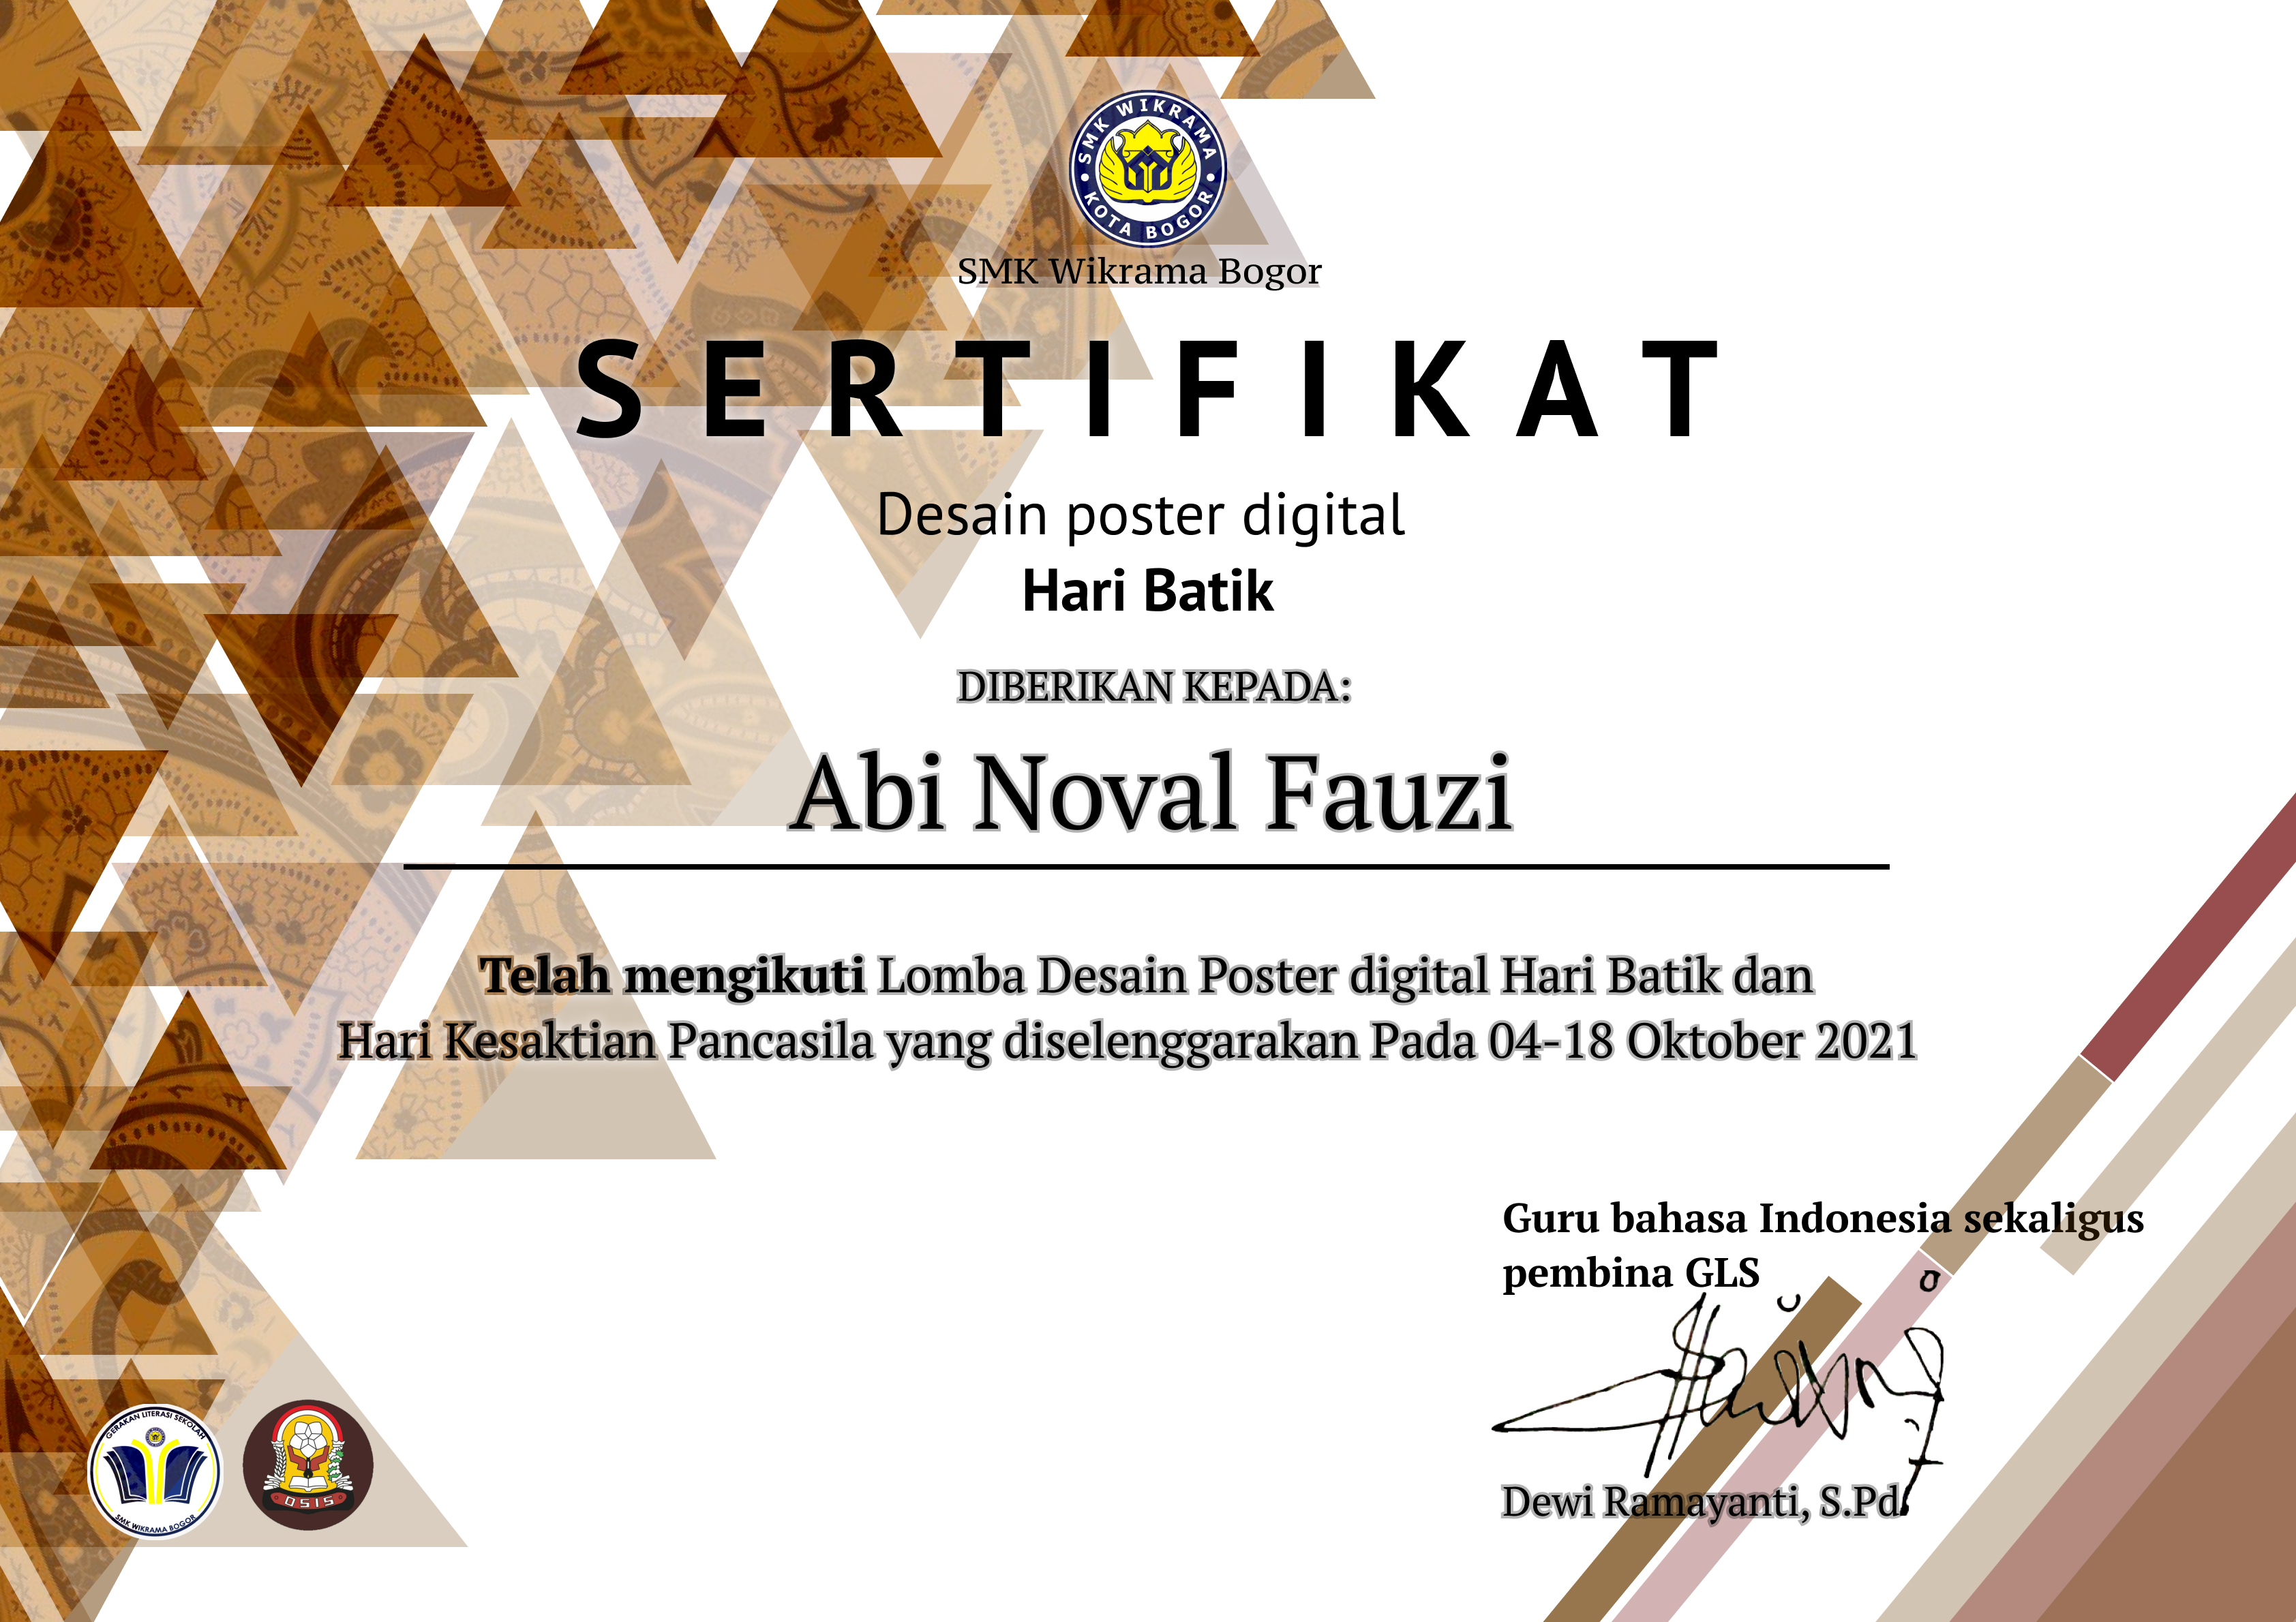 SMK WIKRAMA
KOTA BOGOR
SMK Wikrama Bogor
SERTIFIKAT
Desain poster digital
Hari Batik
DIBERIKAN KEPADA:
Abi Noval Fauzi
Telah mengikuti Lomba Desain Poster digital Hari Batik dan
Hari Kesaktian Pancasila yang diselenggarakan Pada 04-18 Oktober 2021
Guru bahasa Indonesia sekaligus
pembina GLS
Dewi Ramayanti, S.Pd.
GERAKAN LITERASI SEKOLAH
SMK WIKRAMA BOGOR
OSIS